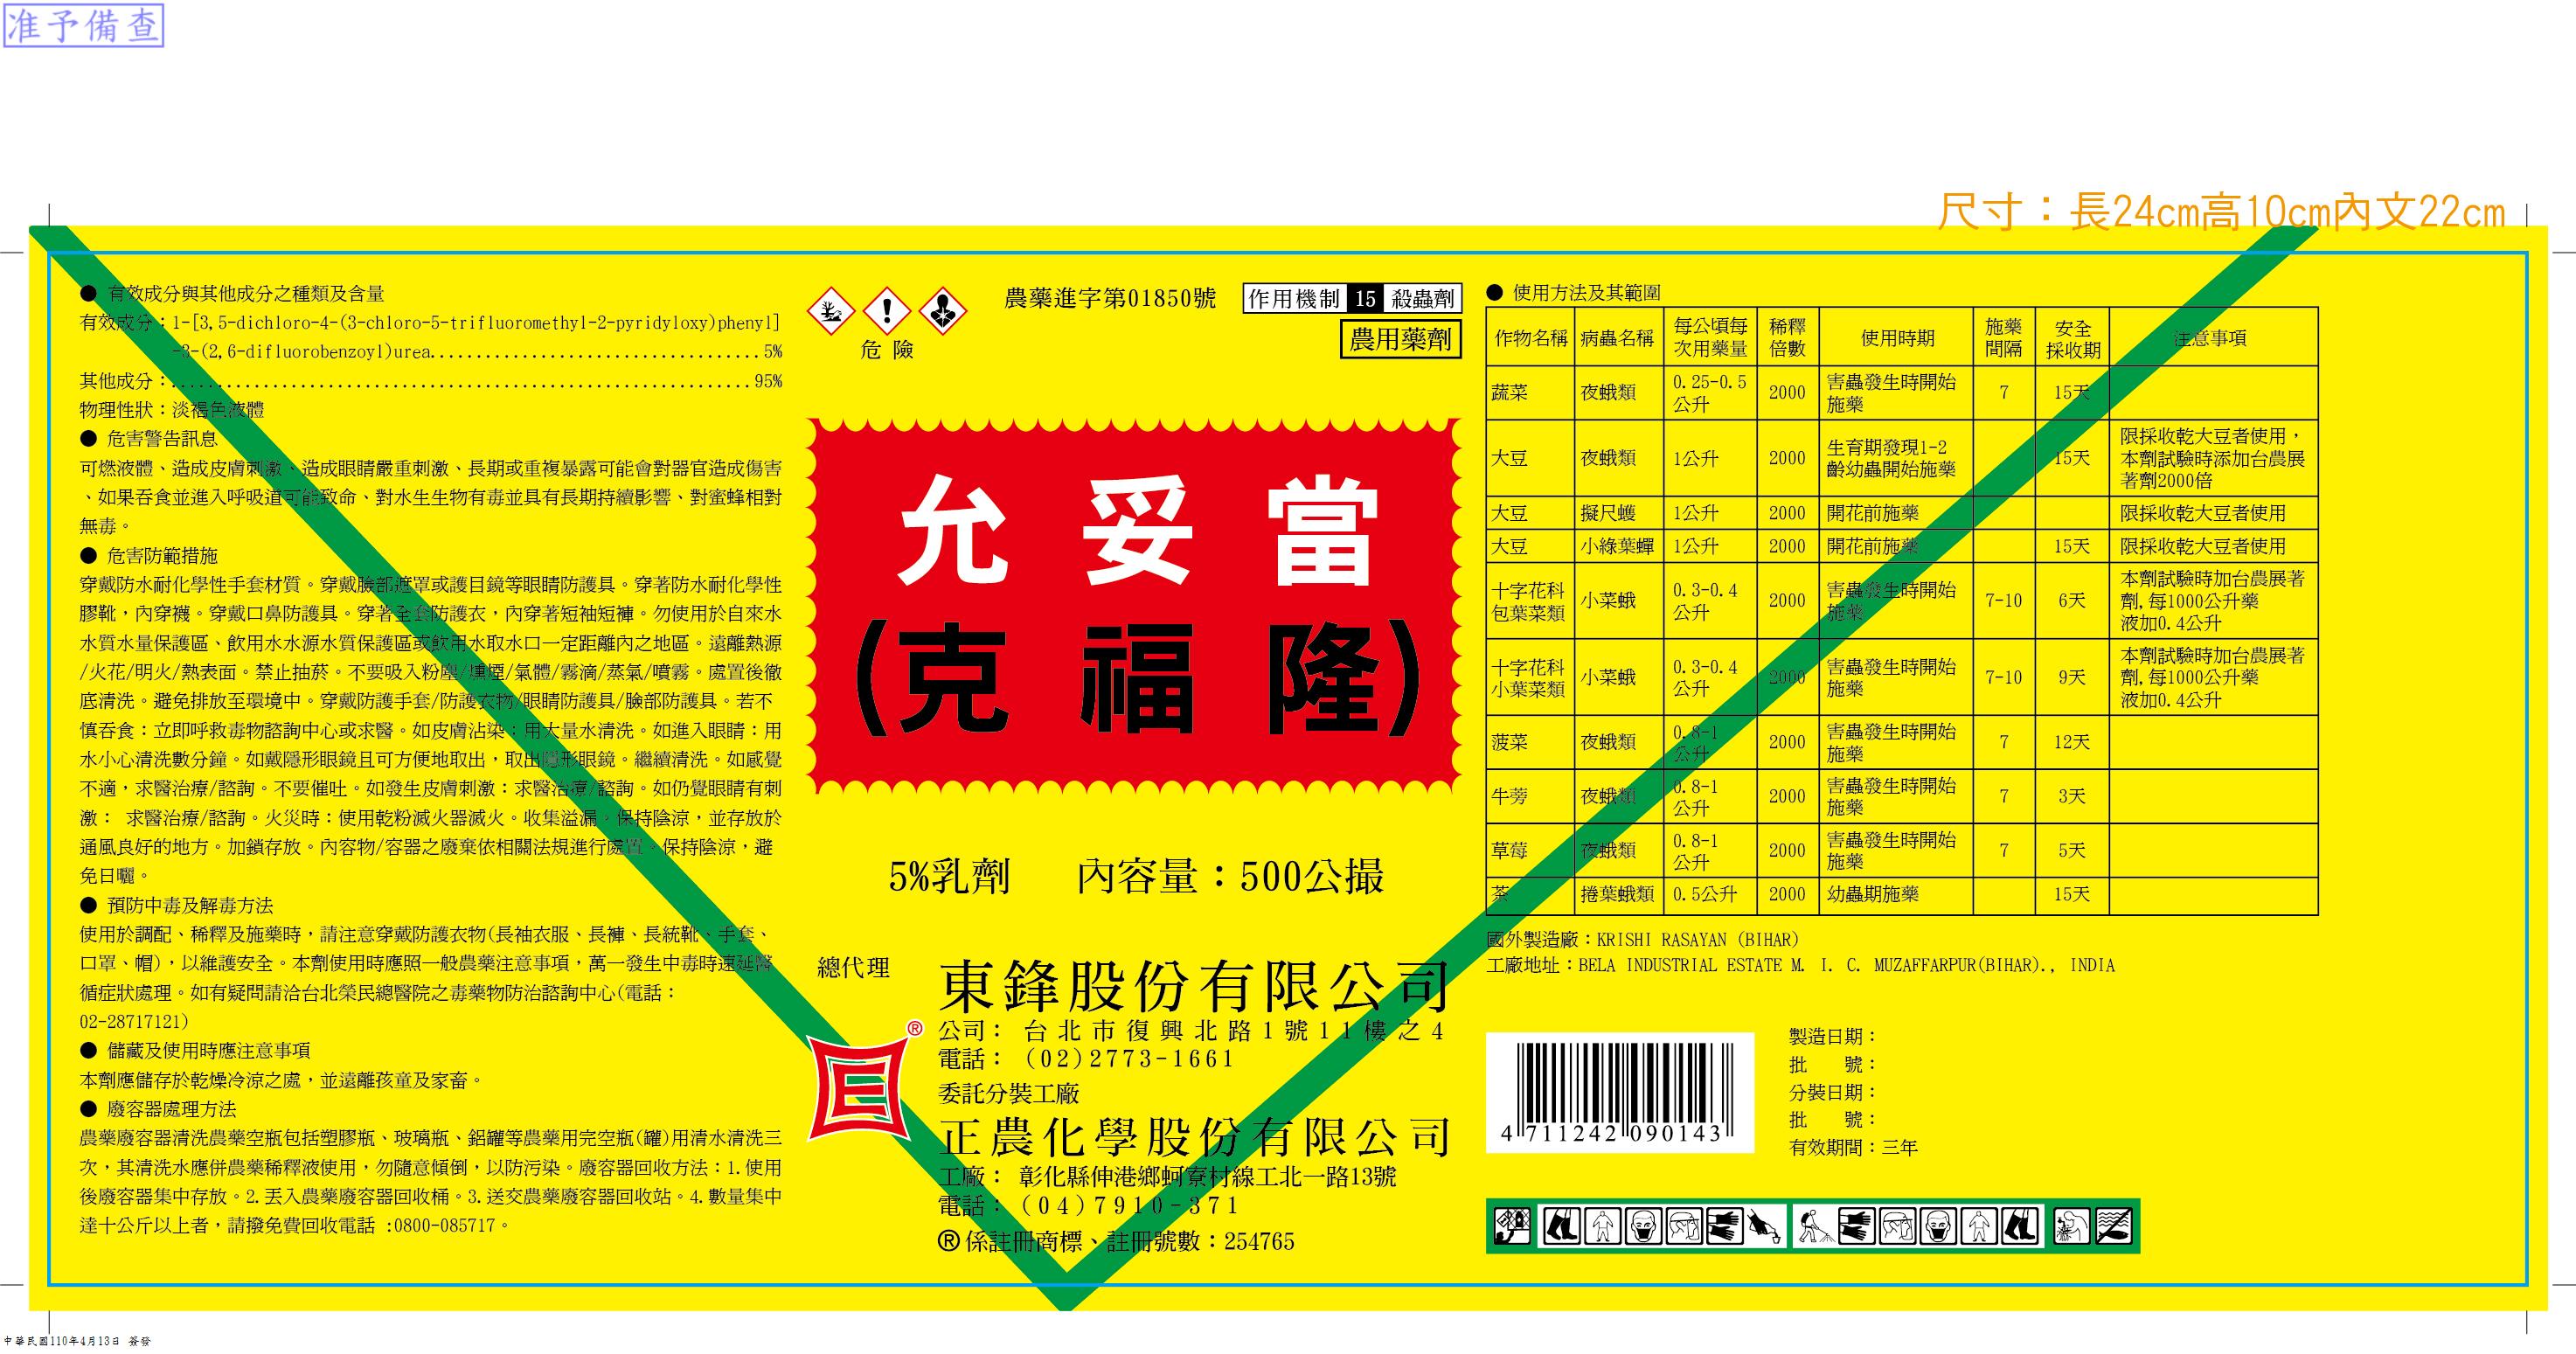 准予備查
尺寸：長24cm高10cm內文22cm
● 有效成分與其他成分之種類及含量
有效成分：1-[3,5-dichloro-4-(3-chloro-5-trifluoromethyl-2-pyridyloxy)phenyl]
-3-(2,6-difluorobenzoyl)urea..................................5%
其他成分：..............................................................95%
物理性狀：淡褐色液體
● 危害警告訊息
可燃液體、造成皮膚刺激、造成眼睛嚴重刺激、長期或重複暴露可能會對器官造成傷害
、如果吞食並進入呼吸道可能致命、對水生生物有毒並具有長期持續影響、對蜜蜂相對
無毒。
● 危害防範措施
穿戴防水耐化學性手套材質。穿戴臉部遮罩或護目鏡等眼睛防護具。穿著防水耐化學性
膠靴，內穿襪。穿戴口鼻防護具。穿著全套防護衣，內穿著短袖短褲。勿使用於自來水
水質水量保護區、飲用水水源水質保護區或飲用水取水口一定距離內之地區。遠離熱源
/火花/明火/熱表面。禁止抽菸。不要吸入粉塵/燻煙/氣體/霧滴/蒸氣/噴霧。處置後徹
底清洗。避免排放至環境中。穿戴防護手套/防護衣物/眼睛防護具/臉部防護具。若不
慎吞食：立即呼救毒物諮詢中心或求醫。如皮膚沾染：用大量水清洗。如進入眼睛：用
水小心清洗數分鐘。如戴隱形眼鏡且可方便地取出，取出隱形眼鏡。繼續清洗。如感覺
不適，求醫治療/諮詢。不要催吐。如發生皮膚刺激：求醫治療/諮詢。如仍覺眼睛有刺
激： 求醫治療/諮詢。火災時：使用乾粉滅火器滅火。收集溢漏。保持陰涼，並存放於
通風良好的地方。加鎖存放。內容物/容器之廢棄依相關法規進行處置。保持陰涼，避
免日曬。
● 預防中毒及解毒方法
使用於調配、稀釋及施藥時，請注意穿戴防護衣物(長袖衣服、長褲、長統靴、手套、
口罩、帽)，以維護安全。本劑使用時應照一般農藥注意事項，萬一發生中毒時速延醫
循症狀處理。如有疑問請洽台北榮民總醫院之毒藥物防治諮詢中心(電話：
02-28717121)
● 儲藏及使用時應注意事項
本劑應儲存於乾燥冷涼之處，並遠離孩童及家畜。
● 廢容器處理方法
農藥廢容器清洗農藥空瓶包括塑膠瓶、玻璃瓶、鋁罐等農藥用完空瓶(罐)用清水清洗三
次，其清洗水應併農藥稀釋液使用，勿隨意傾倒，以防污染。廢容器回收方法：1.使用
後廢容器集中存放。2.丟入農藥廢容器回收桶。3.送交農藥廢容器回收站。4.數量集中
達十公斤以上者，請撥免費回收電話 :0800-085717。
危 險
農藥進字第01850號
作用機制 15 殺蟲劑
農用藥劑
允 妥 當
(克 福 隆)
5%乳劑 內容量：500公撮
總代理
東鋒股份有限公司
公司： 台北市復興北路1號11樓之4
電話： (02)2773-1661
委託分裝工廠
正農化學股份有限公司
工廠： 彰化縣伸港鄉蚵寮村線工北一路13號
電話： (04)7910-371
®係註冊商標、註冊號數：254765
®
● 使用方法及其範圍
作物名稱 病蟲名稱 每公頃每次用藥量 稀釋倍數 使用時期 施藥間隔 安全採收期 注意事項
蔬菜 夜蛾類 0.25-0.5公升 2000 害蟲發生時開始施藥 7 15天
大豆 夜蛾類 1公升 2000 生育期發現1-2齡幼蟲開始施藥 15天 限採收乾大豆者使用，本劑試驗時添加台農展著劑2000倍
大豆 擬尺蠖 1公升 2000 開花前施藥 限採收乾大豆者使用
大豆 小綠葉蟬 1公升 2000 開花前施藥 15天 限採收乾大豆者使用
十字花科包葉菜類 小菜蛾 0.3-0.4公升 2000 害蟲發生時開始施藥 7-10 6天 本劑試驗時加台農展著劑,每1000公升藥液加0.4公升
十字花科小葉菜類 小菜蛾 0.3-0.4公升 2000 害蟲發生時開始施藥 7-10 9天 本劑試驗時加台農展著劑,每1000公升藥液加0.4公升
菠菜 夜蛾類 0.8-1公升 2000 害蟲發生時開始施藥 7 12天
牛蒡 夜蛾類 0.8-1公升 2000 害蟲發生時開始施藥 7 3天
草莓 夜蛾類 0.8-1公升 2000 害蟲發生時開始施藥 7 5天
茶 捲葉蛾類 0.5公升 2000 幼蟲期施藥 15天
國外製造廠：KRISHI RASAYAN (BIHAR)
工廠地址：BELA INDUSTRIAL ESTATE M. I. C. MUZAFFARPUR(BIHAR)., INDIA
4 711242 090143
製造日期：
批 號：
分裝日期：
批 號：
有效期間：三年
中華民國110年4月13日 簽發